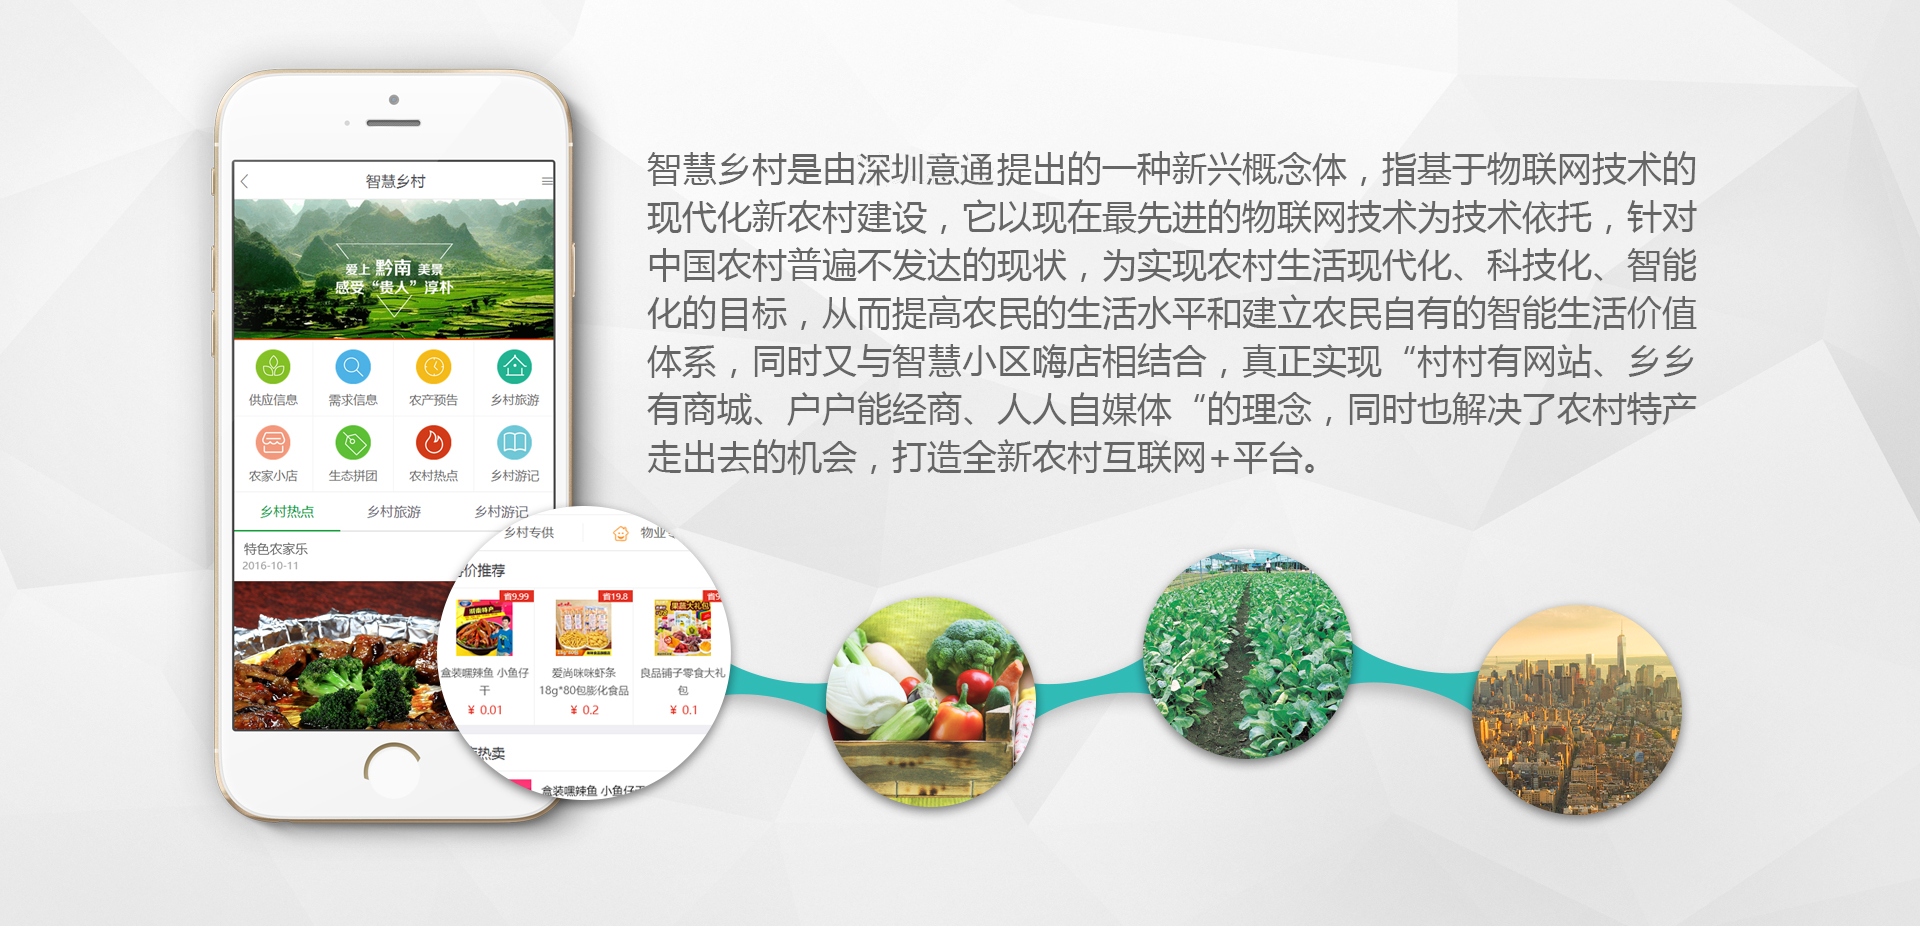 智慧乡村
爱上 黔南 美景
感受“贵人”淳朴
供应信息 需求信息 农产预告 乡村旅游
农家小店 生态拼团 农村热点 乡村游记
乡村热点 乡村旅游 乡村游记
特色农家乐
2016-10-11
乡村专供 物业
价推荐
省9.99 省19.8 省9
盒装嘿辣鱼 小鱼仔干
爱尚咪咪虾条
18g*80包膨化食品
良品铺子零食大礼包
¥ 0.01 ¥ 0.2 ¥ 0.1
热卖
盒装嘿辣鱼 小鱼仔干
智慧乡村是由深圳意通提出的一种新兴概念体，指基于物联网技术的
现代化新农村建设，它以现在最先进的物联网技术为技术依托，针对
中国农村普遍不发达的现状，为实现农村生活现代化、科技化、智能
化的目标，从而提高农民的生活水平和建立农民自有的智能生活价值
体系，同时又与智慧小区嗨店相结合，真正实现“村村有网站、乡乡
有商城、户户能经商、人人自媒体“的理念，同时也解决了农村特产
走出去的机会，打造全新农村互联网+平台。